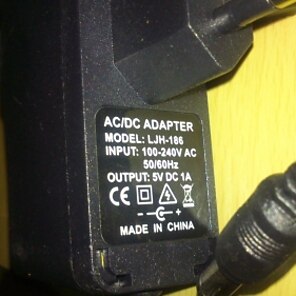 AC/DC ADAPTER
MODEL: LJH-186
INPUT: 100-240V AC
50/60Hz
OUTPUT: 5V DC 1A
CE
- +
MADE IN CHINA